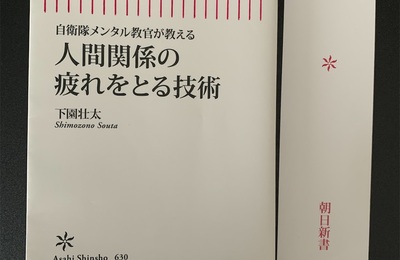 自衛隊メンタル教官が教える
人間関係の
疲れをとる技術
下園壮太
Shimozono Souta
Asahi Shinsho 630
朝日新書